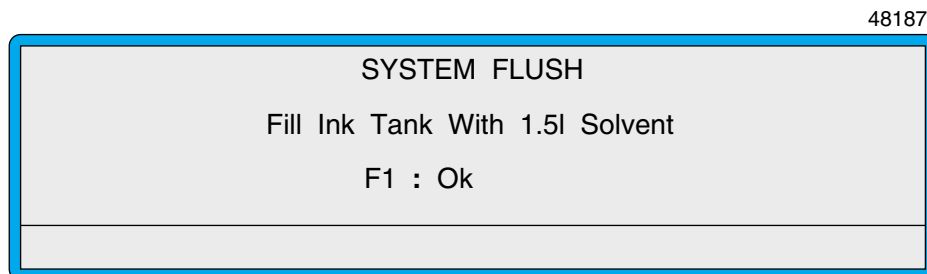 48187
SYSTEM FLUSH
Fill Ink Tank With 1.5l Solvent
F1 : Ok